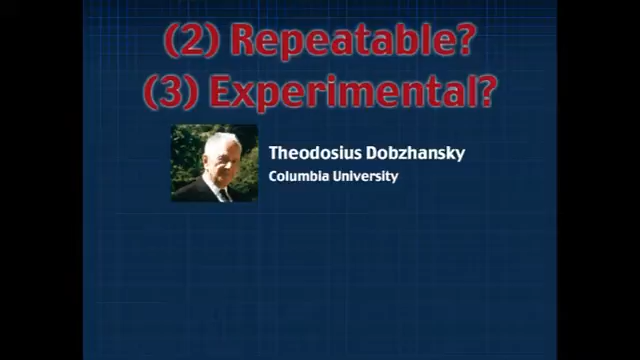 (2) Repeatable?
(3) Experimental?
Theodosius Dobzhansky
Columbia University